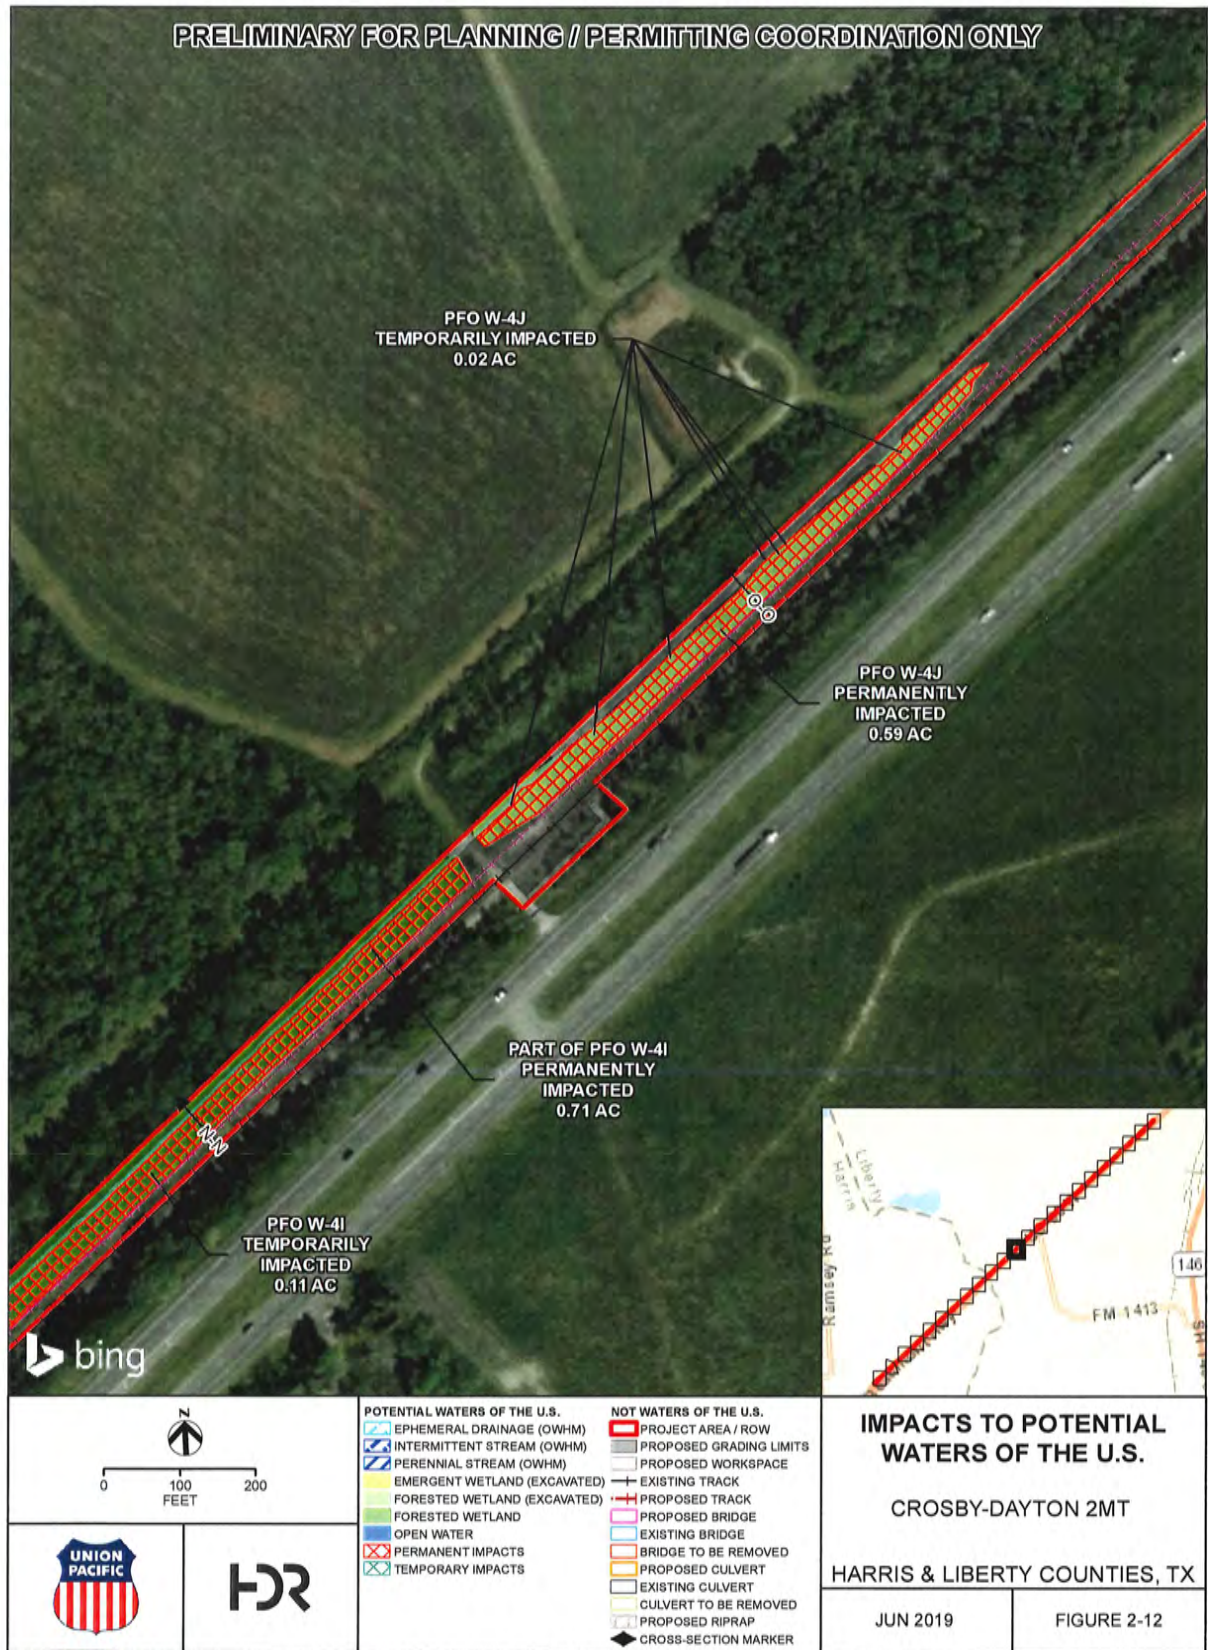 PRELIMINARY FOR PLANNING / PERMITTING COORDINATION ONLY
PFO W-4J
TEMPORARILY IMPACTED
0.02 AC
O-O
PFO W-4J
PERMANENTLY
IMPACTED
0.59 AC
PART OF PFO W-4I
PERMANENTLY
IMPACTED
0.71 AC
N-N
PFO W-4I
TEMPORARILY
IMPACTED
0.11 AC
bing
Liberty
Harris
Ramsey Rd
FM 1413
146
N
0 100 200
FEET
UNION
PACIFIC
HDR
POTENTIAL WATERS OF THE U.S.
EPHEMERAL DRAINAGE (OWHM)
INTERMITTENT STREAM (OWHM)
PERENNIAL STREAM (OWHM)
EMERGENT WETLAND (EXCAVATED)
FORESTED WETLAND (EXCAVATED)
FORESTED WETLAND
OPEN WATER
PERMANENT IMPACTS
TEMPORARY IMPACTS
NOT WATERS OF THE U.S.
PROJECT AREA / ROW
PROPOSED GRADING LIMITS
PROPOSED WORKSPACE
EXISTING TRACK
PROPOSED TRACK
PROPOSED BRIDGE
EXISTING BRIDGE
BRIDGE TO BE REMOVED
PROPOSED CULVERT
EXISTING CULVERT
CULVERT TO BE REMOVED
PROPOSED RIPRAP
CROSS-SECTION MARKER
IMPACTS TO POTENTIAL
WATERS OF THE U.S.
CROSBY-DAYTON 2MT
HARRIS & LIBERTY COUNTIES, TX
JUN 2019
FIGURE 2-12